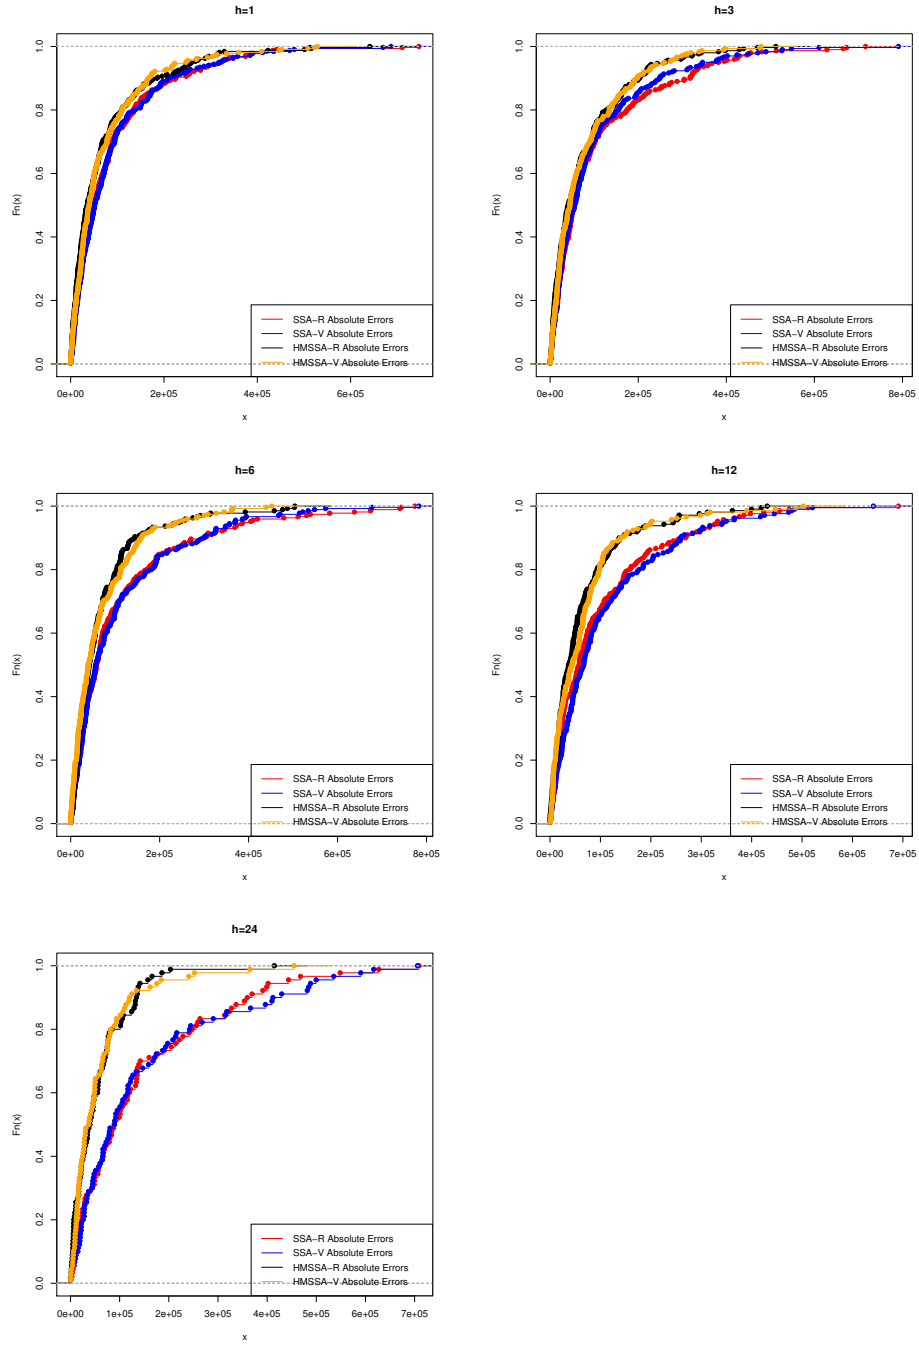 h=1
Fn(x)
1.0
0.8
0.6
0.4
0.2
0.0
SSA−R Absolute Errors
SSA−V Absolute Errors
HMSSA−R Absolute Errors
HMSSA−V Absolute Errors
0e+00 2e+05 4e+05 6e+05
x
h=3
Fn(x)
1.0
0.8
0.6
0.4
0.2
0.0
SSA−R Absolute Errors
SSA−V Absolute Errors
HMSSA−R Absolute Errors
HMSSA−V Absolute Errors
0e+00 2e+05 4e+05 6e+05 8e+05
x
h=6
Fn(x)
1.0
0.8
0.6
0.4
0.2
0.0
SSA−R Absolute Errors
SSA−V Absolute Errors
HMSSA−R Absolute Errors
HMSSA−V Absolute Errors
0e+00 2e+05 4e+05 6e+05 8e+05
x
h=12
Fn(x)
1.0
0.8
0.6
0.4
0.2
0.0
SSA−R Absolute Errors
SSA−V Absolute Errors
HMSSA−R Absolute Errors
HMSSA−V Absolute Errors
0e+00 1e+05 2e+05 3e+05 4e+05 5e+05 6e+05 7e+05
x
h=24
Fn(x)
1.0
0.8
0.6
0.4
0.2
0.0
SSA−R Absolute Errors
SSA−V Absolute Errors
HMSSA−R Absolute Errors
HMSSA−V Absolute Errors
0e+00 1e+05 2e+05 3e+05 4e+05 5e+05 6e+05 7e+05
x